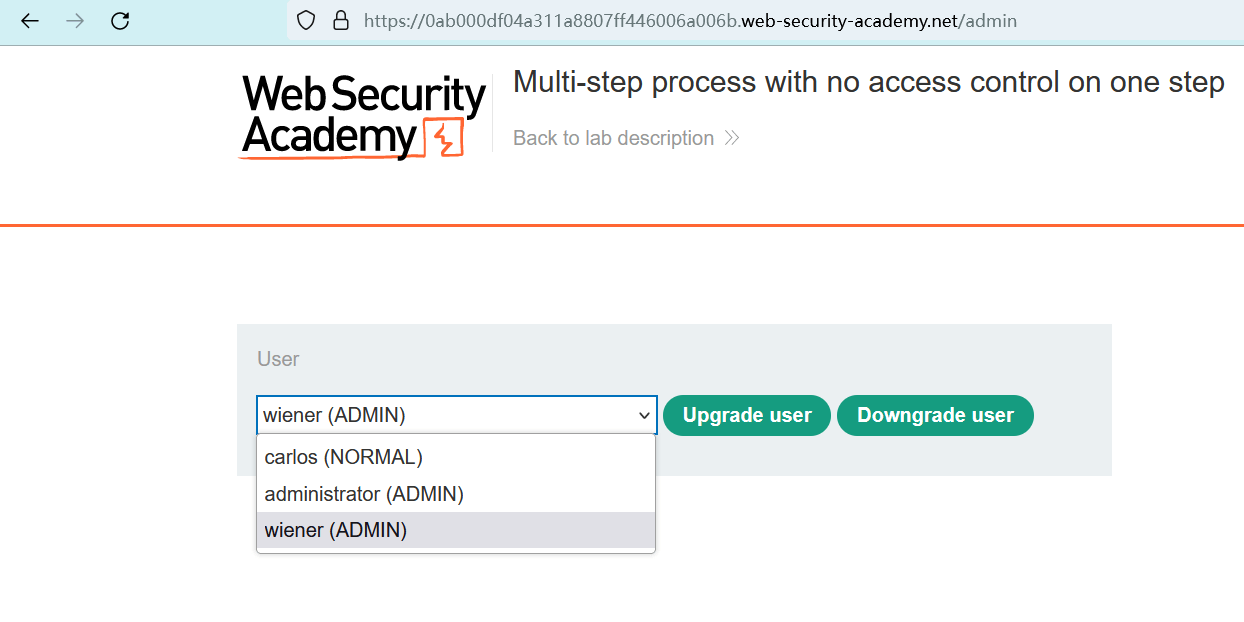 https://0ab000df04a311a8807ff446006a006b.web-security-academy.net/admin
Web Security
Academy
Multi-step process with no access control on one step
Back to lab description
User
wiener (ADMIN)
Upgrade user
Downgrade user
carlos (NORMAL)
administrator (ADMIN)
wiener (ADMIN)